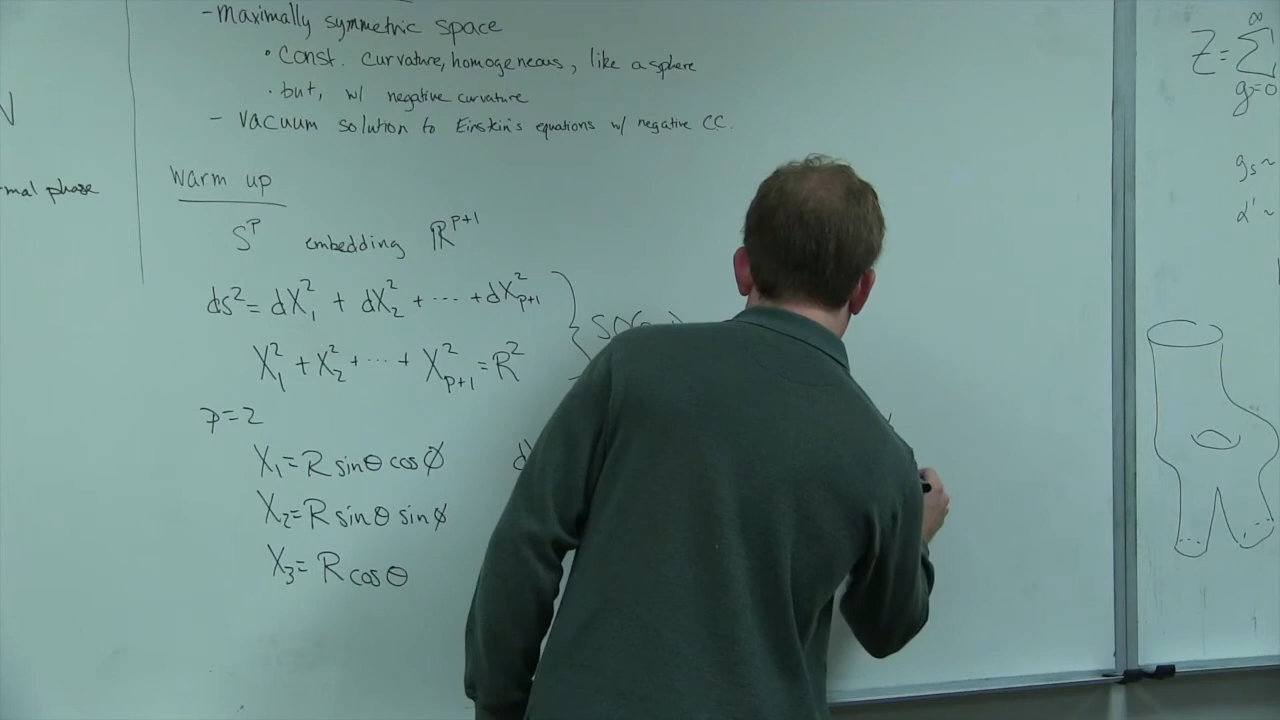 - Maximally symmetric space
• Const. curvature, homogeneous, like a sphere
• but, w/ negative curvature
- Vacuum solution to Einstein's equations w/ negative CC.
N
mal phase
Warm up
S^p embedding ℝ^{p+1}
ds² = dX₁² + dX₂² + ··· + dX²_{p+1}
X₁² + X₂² + ··· + X²_{p+1} = R²
p=2
X₁ = R sinθ cosϕ
X₂ = R sinθ sinϕ
X₃ = R cosθ
Z = ∑_{g=0}^∞
g_s ~
α' ~